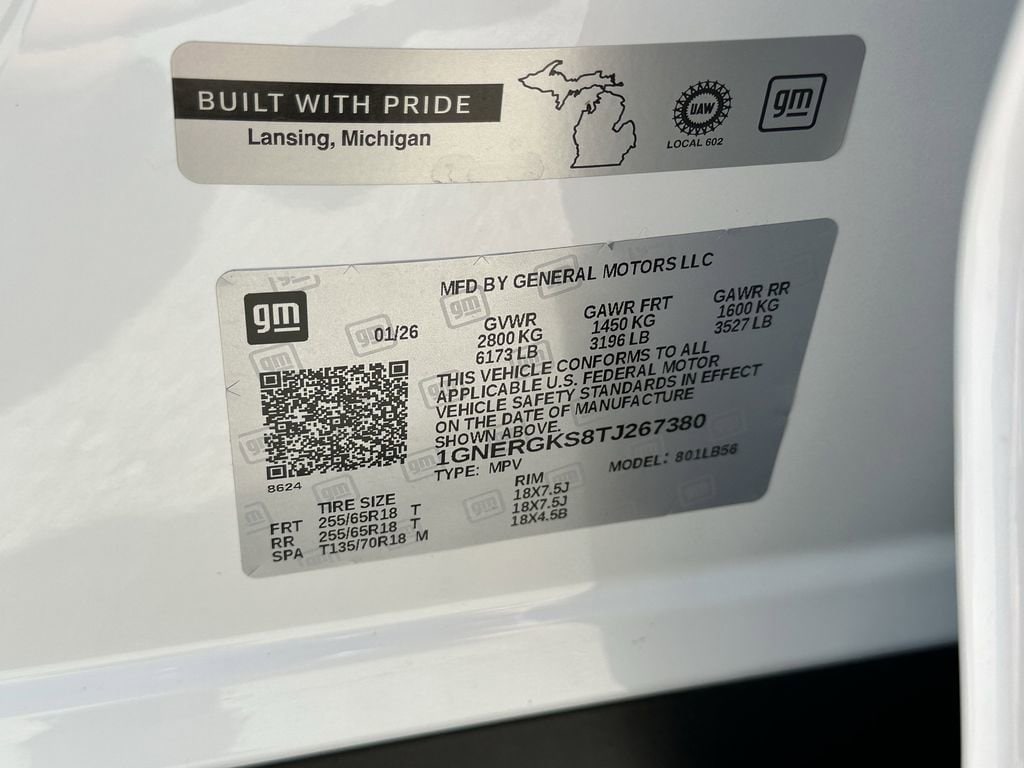 BUILT WITH PRIDE
Lansing, Michigan
UAW
LOCAL 602
gm
gm
MFD BY GENERAL MOTORS LLC
01/26
GVWR
2800 KG
6173 LB
GAWR FRT
1450 KG
3196 LB
GAWR RR
1600 KG
3527 LB
THIS VEHICLE CONFORMS TO ALL
APPLICABLE U.S. FEDERAL MOTOR
VEHICLE SAFETY STANDARDS IN EFFECT
ON THE DATE OF MANUFACTURE
SHOWN ABOVE.
1GNERGKS8TJ267380
TYPE: MPV
MODEL: 801LB56
8624
TIRE SIZE
RIM
FRT 255/65R18 T 18X7.5J
RR 255/65R18 T 18X7.5J
SPA T135/70R18 M 18X4.5B